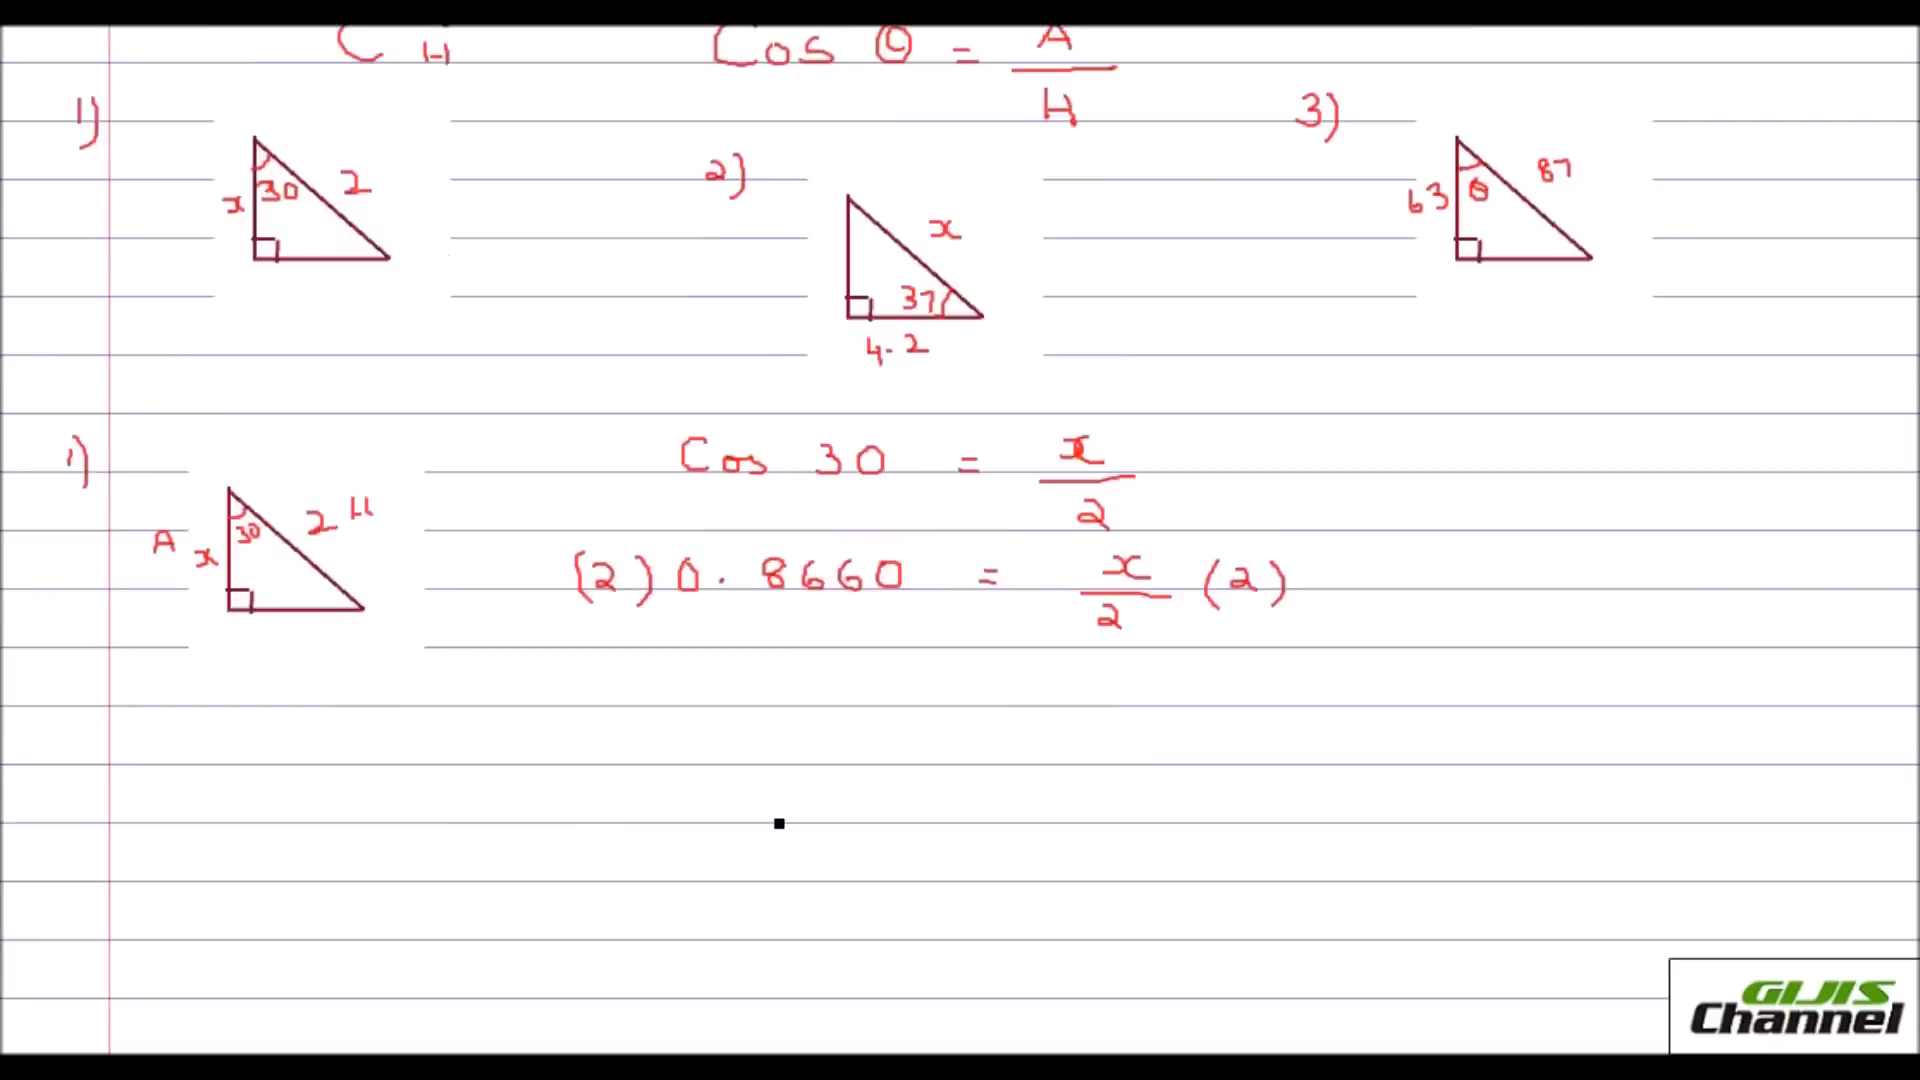 C H
Cos θ = A
H
1)
x 30 2
2)
x
37
4.2
3)
63 θ 87
1)
A x 30 2 H
Cos 30 = x
2
(2) 0.8660 = x (2)
2
GIJIS
Channel